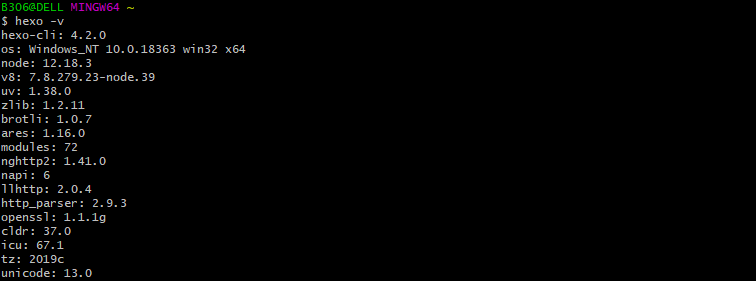 B306@DELL MINGW64 ~
$ hexo -v
hexo-cli: 4.2.0
os: Windows_NT 10.0.18363 win32 x64
node: 12.18.3
v8: 7.8.279.23-node.39
uv: 1.38.0
zlib: 1.2.11
brotli: 1.0.7
ares: 1.16.0
modules: 72
nghttp2: 1.41.0
napi: 6
llhttp: 2.0.4
http_parser: 2.9.3
openssl: 1.1.1g
cldr: 37.0
icu: 67.1
tz: 2019c
unicode: 13.0